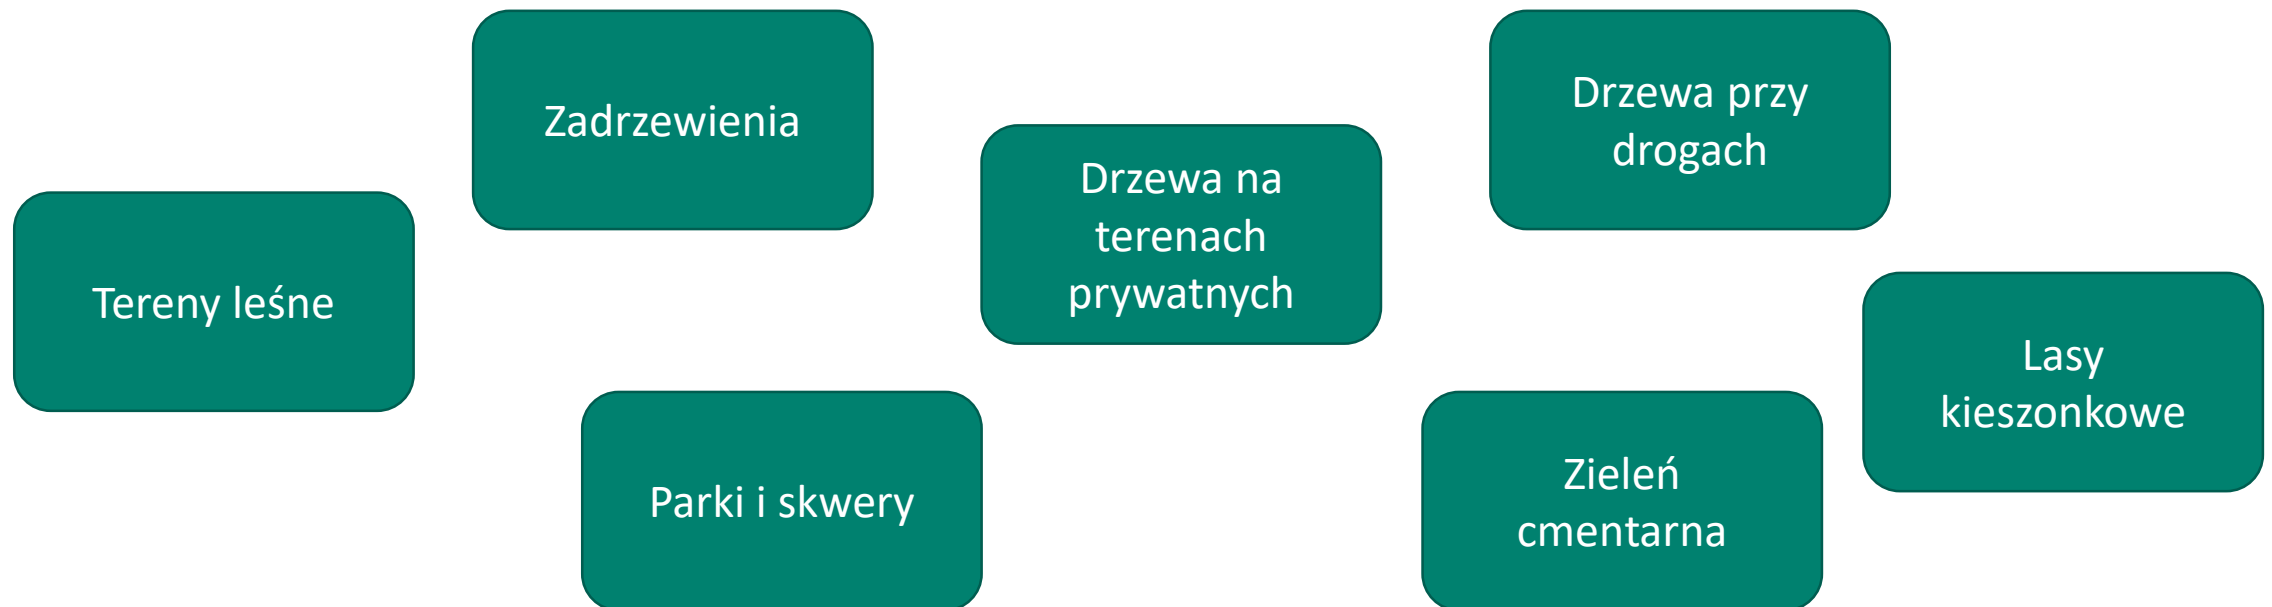 Zadrzewienia
Drzewa przy
drogach
Drzewa na
terenach
prywatnych
Tereny leśne
Lasy
kieszonkowe
Parki i skwery
Zieleń
cmentarna